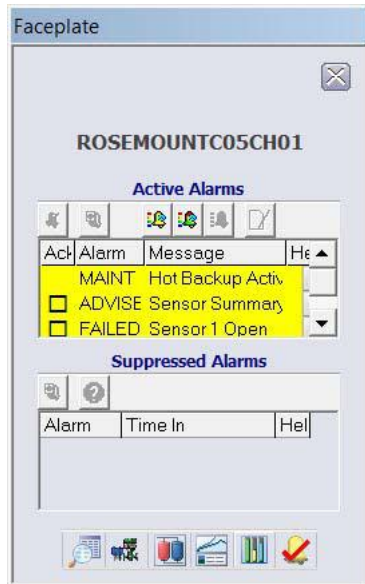 Faceplate
ROSEMOUNTC05CH01
Active Alarms
Ack Alarm Message He
MAINT Hot Backup Activ
ADVISE Sensor Summary
FAILED Sensor 1 Open
Suppressed Alarms
Alarm Time In Hel